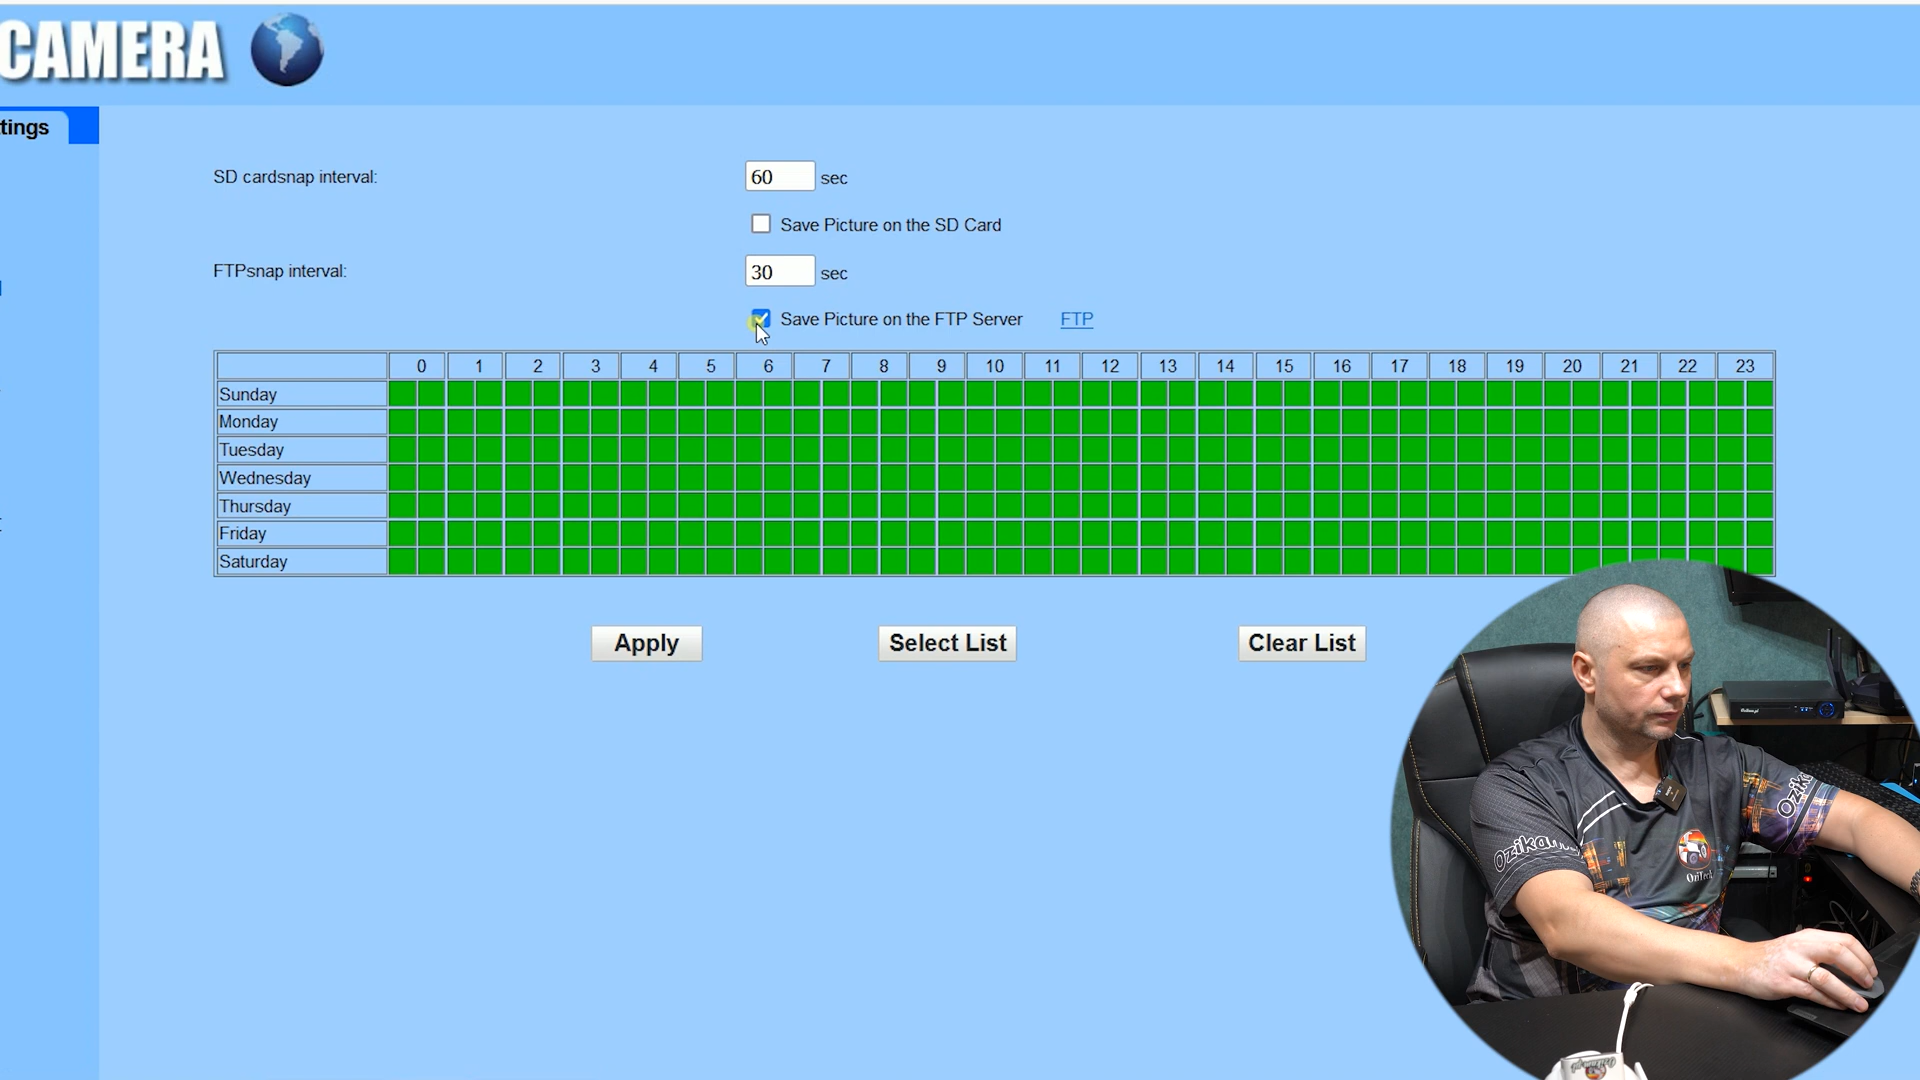 CAMERA
tings
SD cardsnap interval:
60 sec
Save Picture on the SD Card
FTPsnap interval:
30 sec
Save Picture on the FTP Server FTP
0 1 2 3 4 5 6 7 8 9 10 11 12 13 14 15 16 17 18 19 20 21 22 23
Sunday
Monday
Tuesday
Wednesday
Thursday
Friday
Saturday
Apply Select List Clear List
Ozika
Ozikan
OziTech